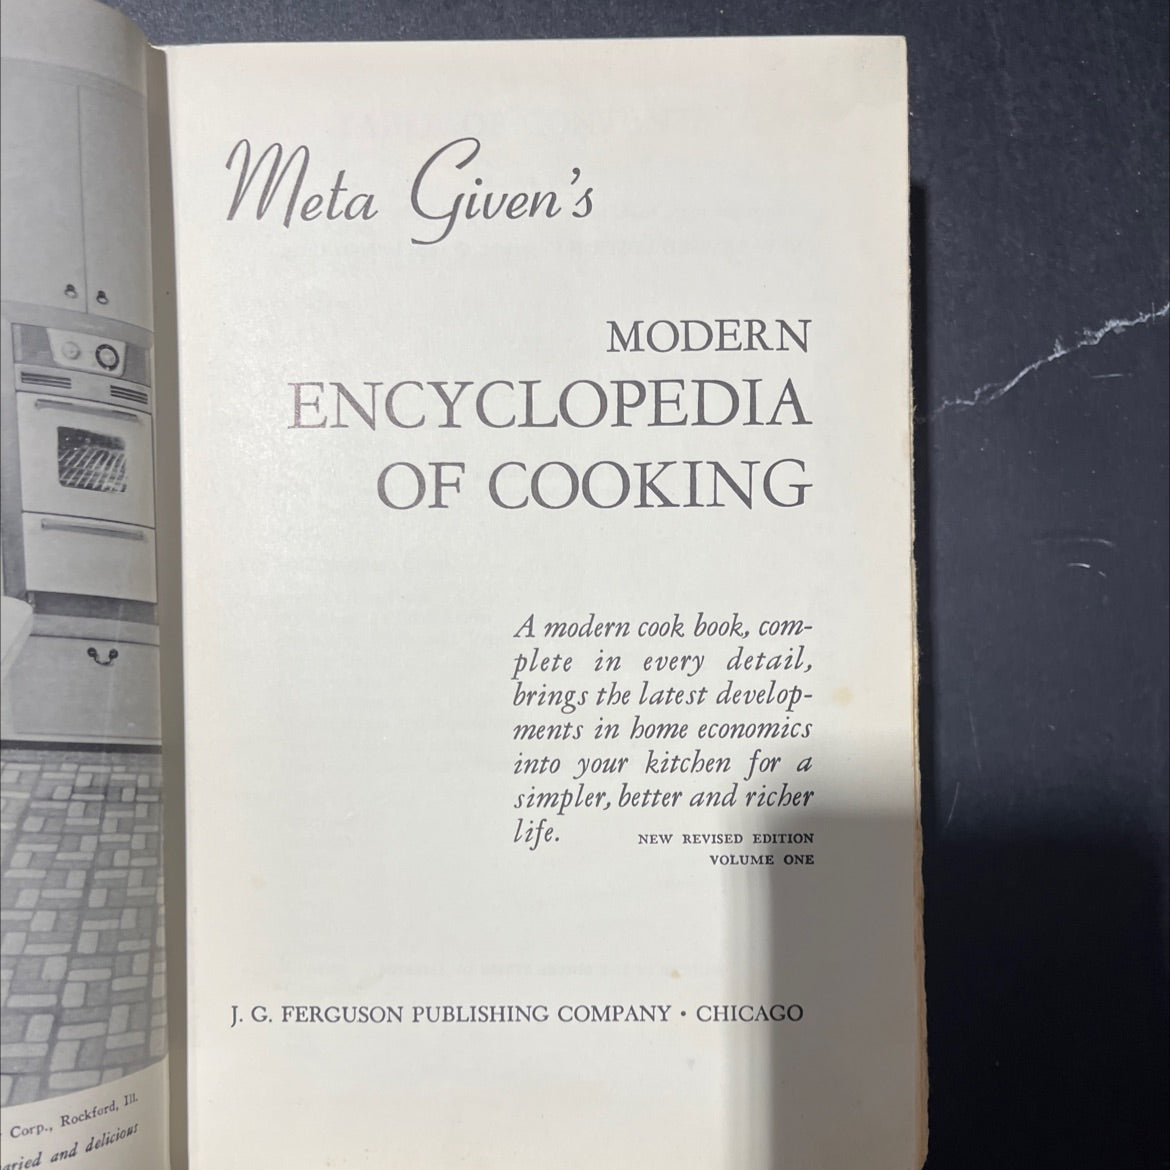 Meta Given's
MODERN
ENCYCLOPEDIA
OF COOKING
A modern cook book, com-
plete in every detail,
brings the latest develop-
ments in home economics
into your kitchen for a
simpler, better and richer
life.
NEW REVISED EDITION
VOLUME ONE
J. G. FERGUSON PUBLISHING COMPANY • CHICAGO
Corp., Rockford, Ill.
and delicious